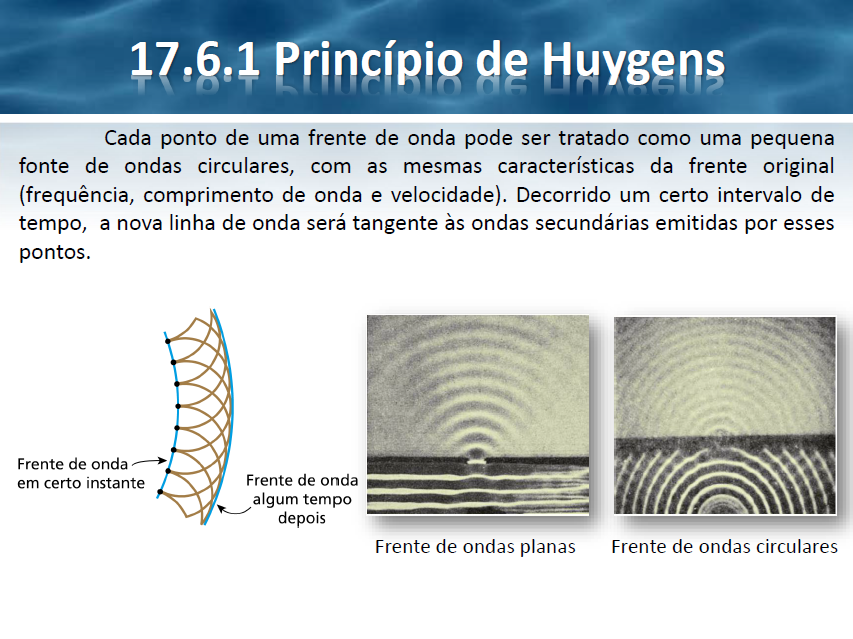 17.6.1 Princípio de Huygens
Cada ponto de uma frente de onda pode ser tratado como uma pequena
fonte de ondas circulares, com as mesmas características da frente original
(frequência, comprimento de onda e velocidade). Decorrido um certo intervalo de
tempo, a nova linha de onda será tangente às ondas secundárias emitidas por esses
pontos.
Frente de onda
em certo instante
Frente de onda
algum tempo
depois
Frente de ondas planas
Frente de ondas circulares